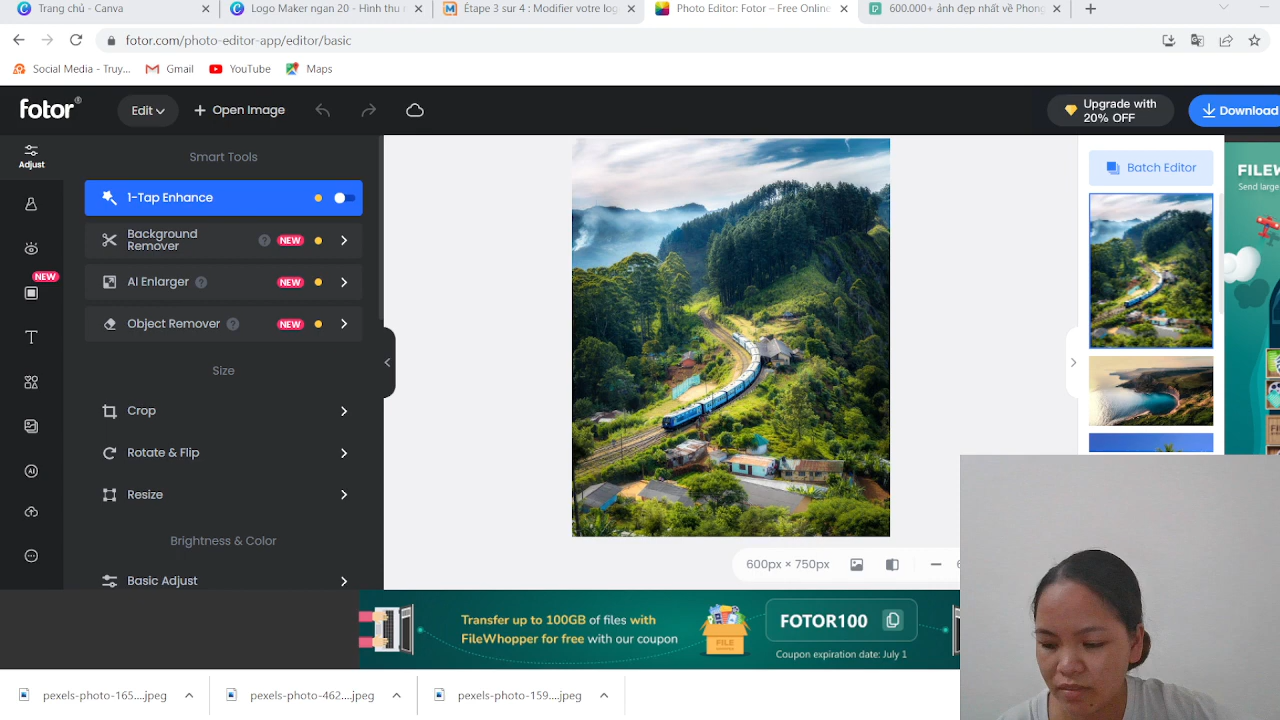 Trang chủ - Canva
Logo Maker ngan 20 - Hình thu n
Étape 3 sur 4 : Modifier votre log
Photo Editor: Fotor – Free Online
600.000+ ảnh đẹp nhất về Phong
fotor.com/photo-editor-app/editor/basic
Social Media - Truy...
Gmail
YouTube
Maps
fotor®
Edit
Open Image
Upgrade with
20% OFF
Download
Adjust
Smart Tools
1-Tap Enhance
Background
Remover
NEW
AI Enlarger
NEW
Object Remover
NEW
NEW
T
AI
Size
Crop
Rotate & Flip
Resize
Brightness & Color
Basic Adjust
Batch Editor
FILEW
Send large
600px × 750px
Transfer up to 100GB of files with
FileWhopper for free with our coupon
FILE
FOTOR100
Coupon expiration date: July 1
pexels-photo-165....jpeg
pexels-photo-462....jpeg
pexels-photo-159....jpeg